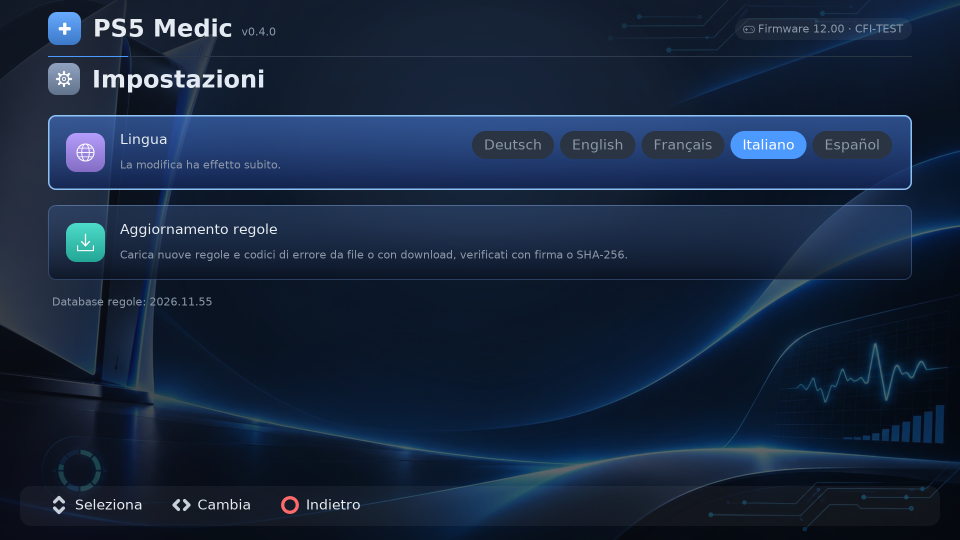 PS5 Medic v0.4.0
Firmware 12.00 · CFI-TEST
Impostazioni
Lingua
Deutsch English Français Italiano Español
La modifica ha effetto subito.
Aggiornamento regole
Carica nuove regole e codici di errore da file o con download, verificati con firma o SHA-256.
Database regole: 2026.11.55
Seleziona Cambia Indietro